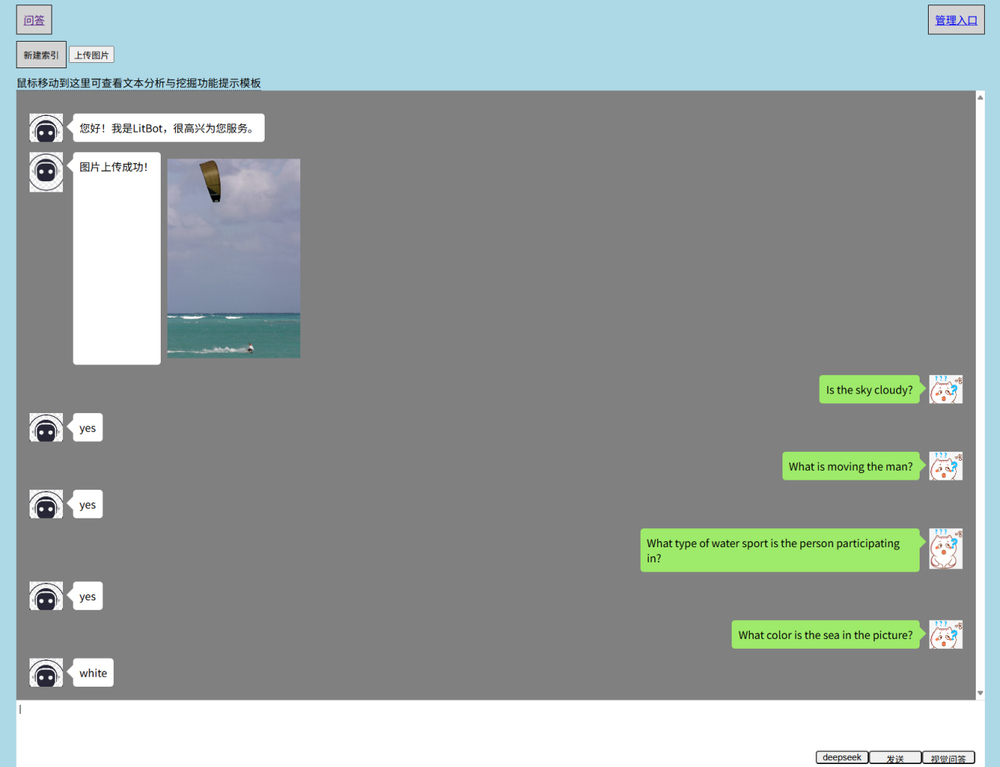 问答
管理入口
新建索引
上传图片
鼠标移动到这里可查看文本分析与挖掘功能提示模板
您好！我是LitBot，很高兴为您服务。
图片上传成功！
Is the sky cloudy?
yes
What is moving the man?
yes
What type of water sport is the person participating
in?
yes
What color is the sea in the picture?
white
deepseek
发送
视觉问答